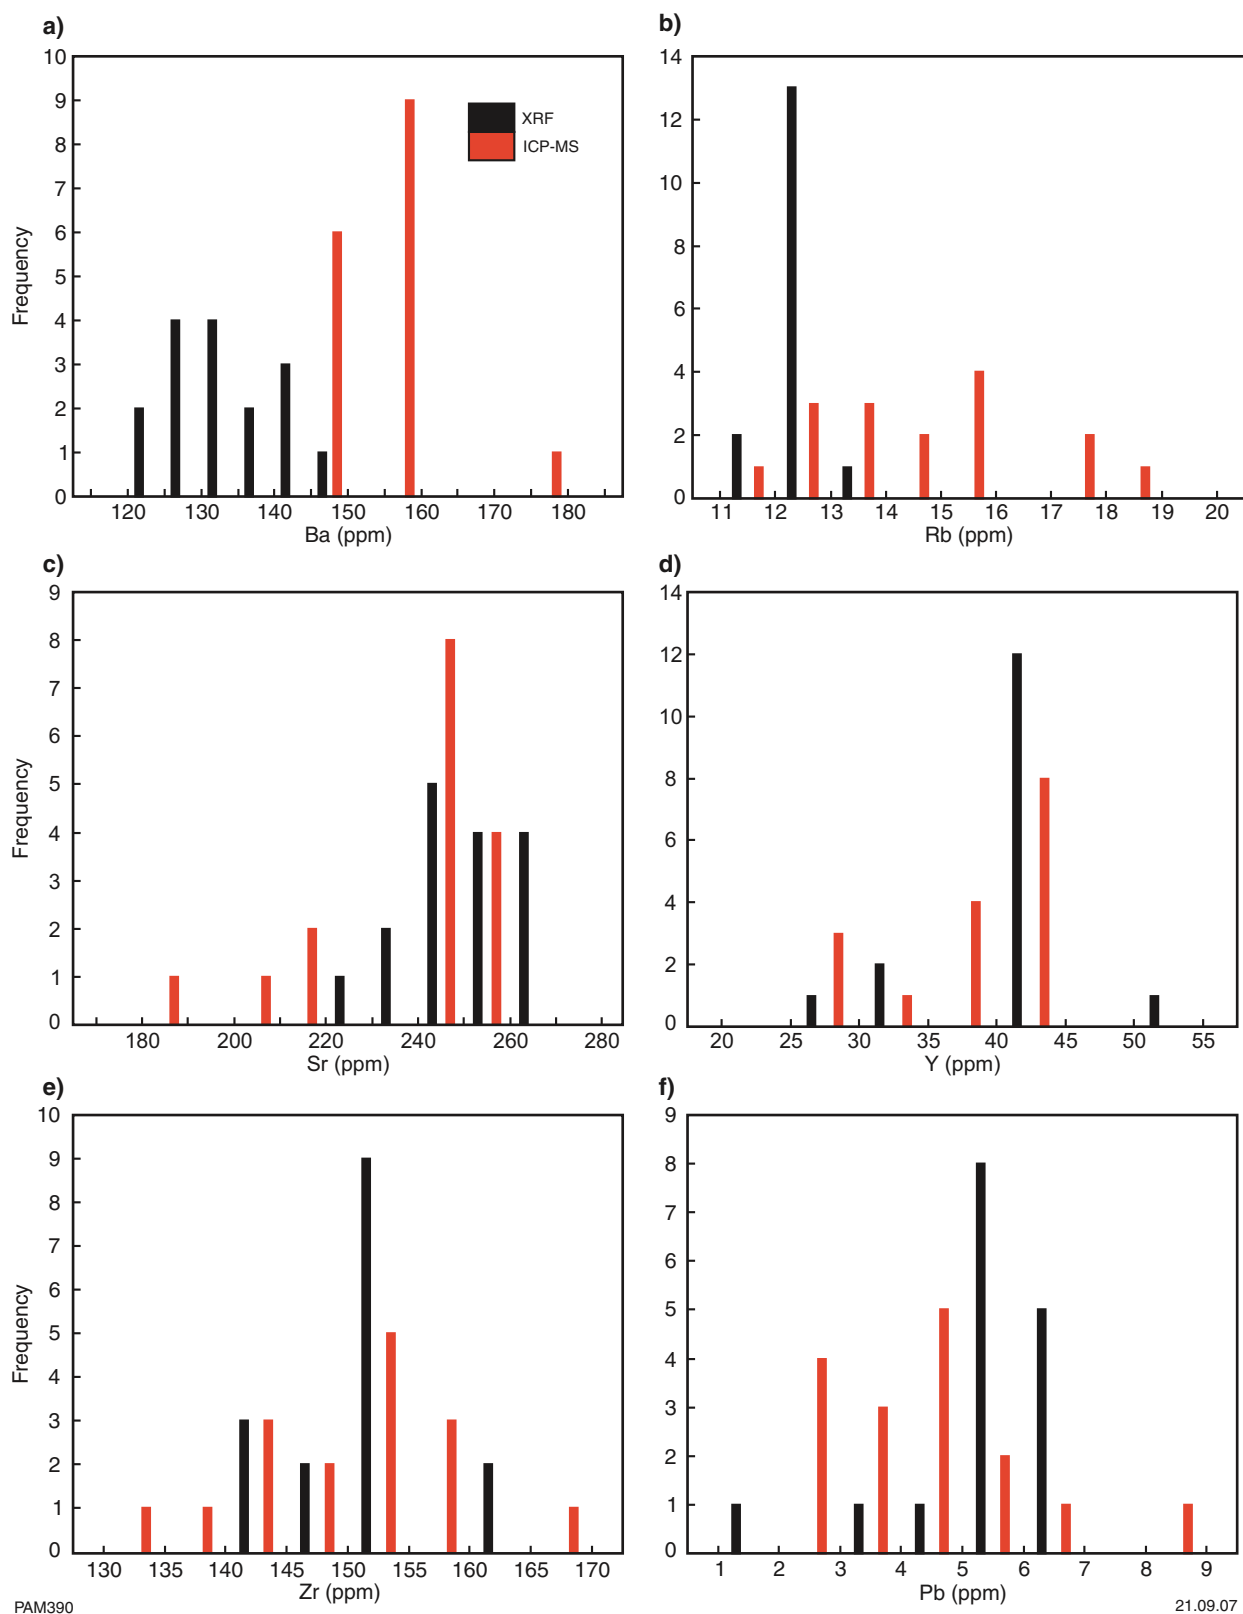 a)
10
9
8
7
6
5
4
3
2
1
0
Frequency
XRF
ICP-MS
120 130 140 150 160 170 180
Ba (ppm)
b)
14
12
10
8
6
4
2
0
11 12 13 14 15 16 17 18 19 20
Rb (ppm)
c)
9
8
7
6
5
4
3
2
1
0
Frequency
180 200 220 240 260 280
Sr (ppm)
d)
14
12
10
8
6
4
2
0
20 25 30 35 40 45 50 55
Y (ppm)
e)
10
9
8
7
6
5
4
3
2
1
0
Frequency
130 135 140 145 150 155 160 165 170
Zr (ppm)
f)
9
8
7
6
5
4
3
2
1
0
1 2 3 4 5 6 7 8 9
Pb (ppm)
PAM390
21.09.07